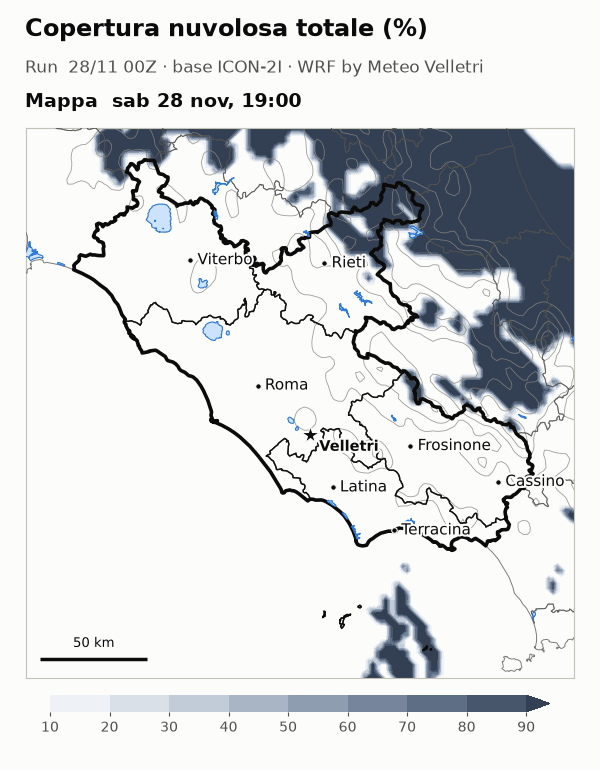 Copertura nuvolosa totale (%)
Run  28/11 00Z · base ICON-2I · WRF by Meteo Velletri
Mappa  sab 28 nov, 19:00
Viterbo
Rieti
Roma
Velletri
Frosinone
Latina
Cassino
Terracina
50 km
10 20 30 40 50 60 70 80 90